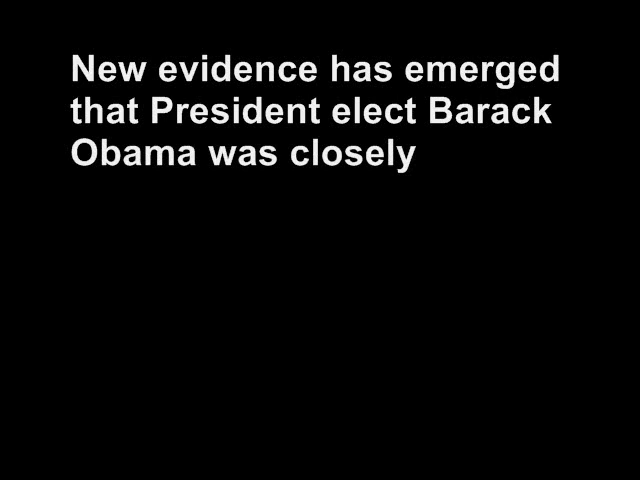 New evidence has emerged
that President elect Barack
Obama was closely